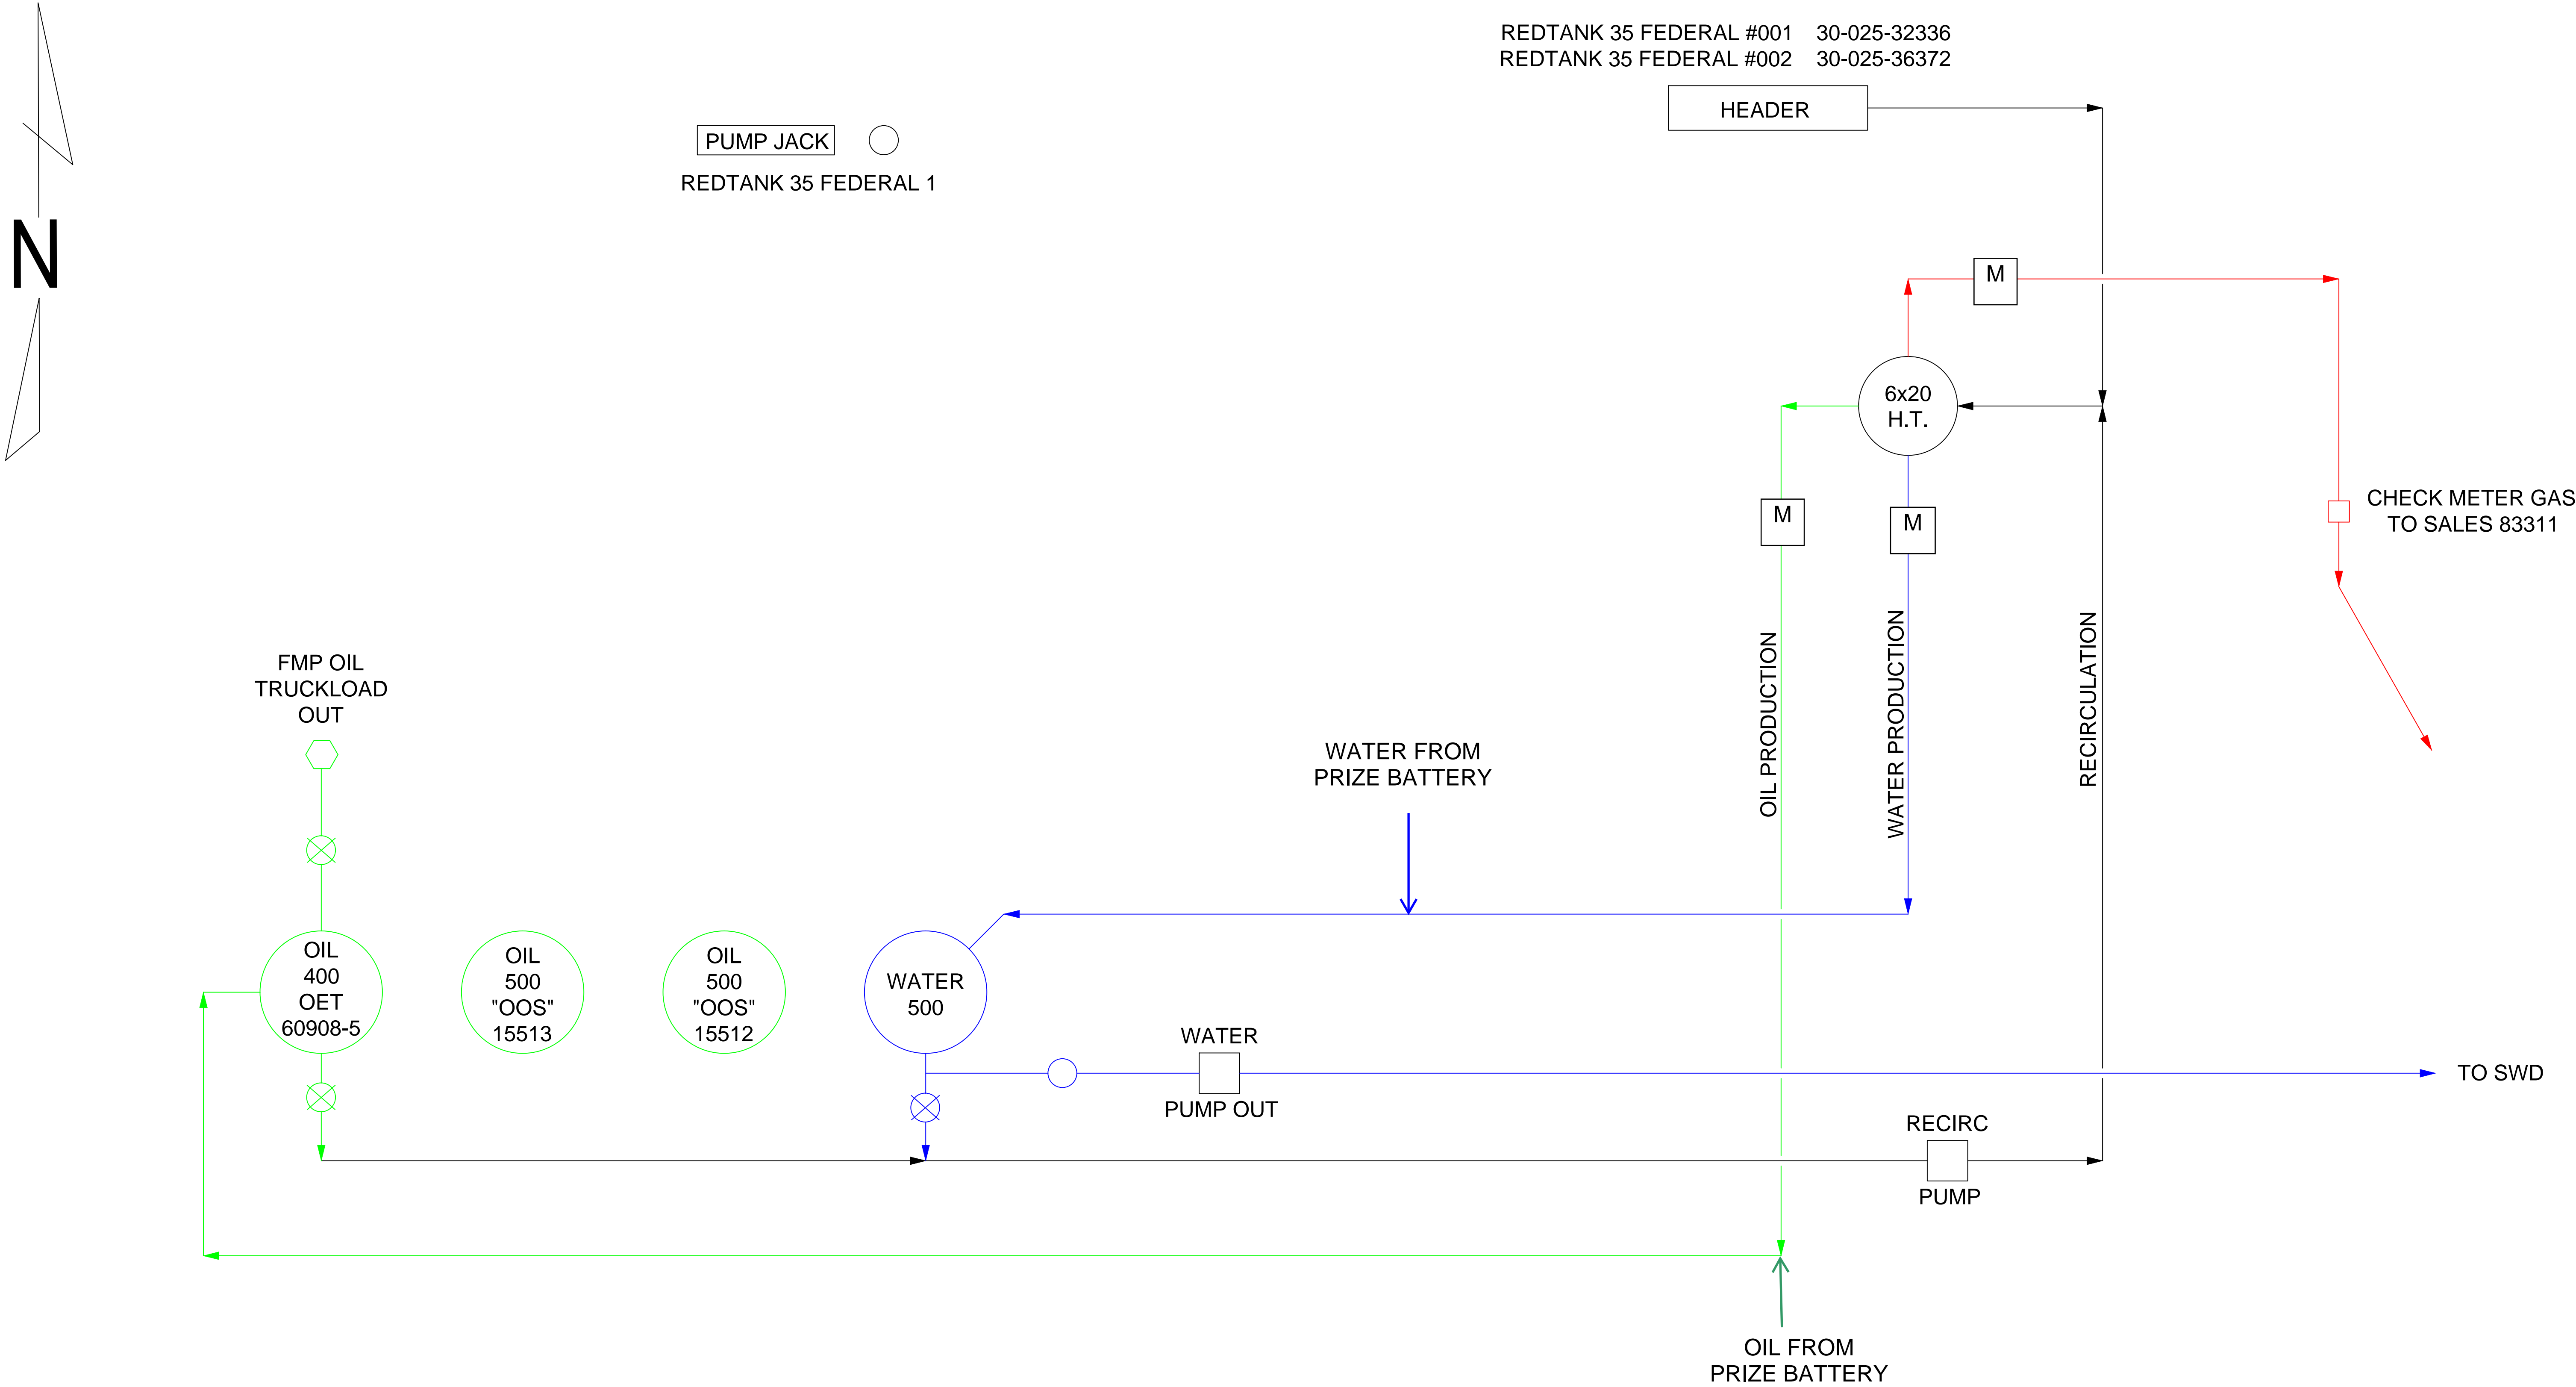 REDTANK 35 FEDERAL #001 30-025-32336
REDTANK 35 FEDERAL #002 30-025-36372
HEADER
PUMP JACK
REDTANK 35 FEDERAL 1
N
M
6x20
H.T.
M
M
CHECK METER GAS
TO SALES 83311
OIL PRODUCTION
WATER PRODUCTION
RECIRCULATION
FMP OIL
TRUCKLOAD
OUT
WATER FROM
PRIZE BATTERY
OIL
400
OET
60908-5
OIL
500
"OOS"
15513
OIL
500
"OOS"
15512
WATER
500
WATER
PUMP OUT
TO SWD
RECIRC
PUMP
OIL FROM
PRIZE BATTERY